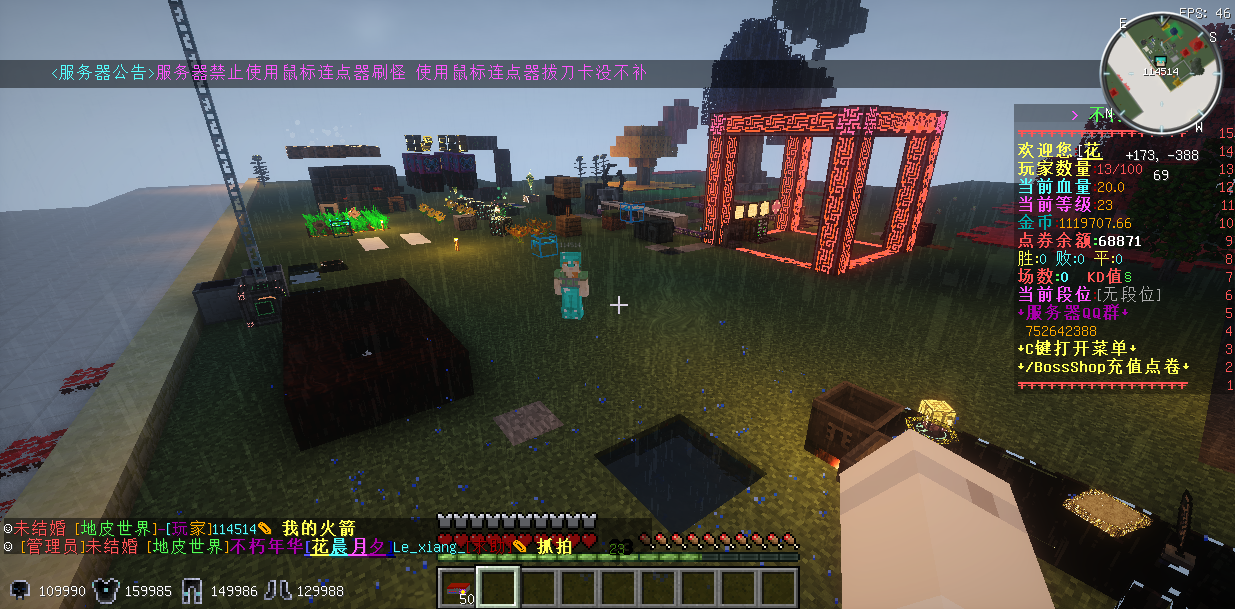 FPS: 46
E
S
<服务器公告>服务器禁止使用鼠标连点器刷怪 使用鼠标连点器拔刀卡没不补
114514
> 不
N
W
欢迎您:[花
+173, -388
69
玩家数量:13/100
当前血量:20.0
当前等级:23
金币:1119707.66
点券余额:68871
胜:0 败:0 平:0
场数:0 KD值:S
当前段位:[无段位]
+服务器QQ群+
752642388
+C键打开菜单+
+/BossShop充值点卷+
15
14
13
12
11
10
9
8
7
6
5
4
3
2
1
114514
未结婚 [地皮世界]-[玩家]114514 我的火箭
[管理员]未结婚 [地皮世界]不朽年华[花晨月夕]Le_xiang_ 抓拍
23
109990 159985 149986 129988
50